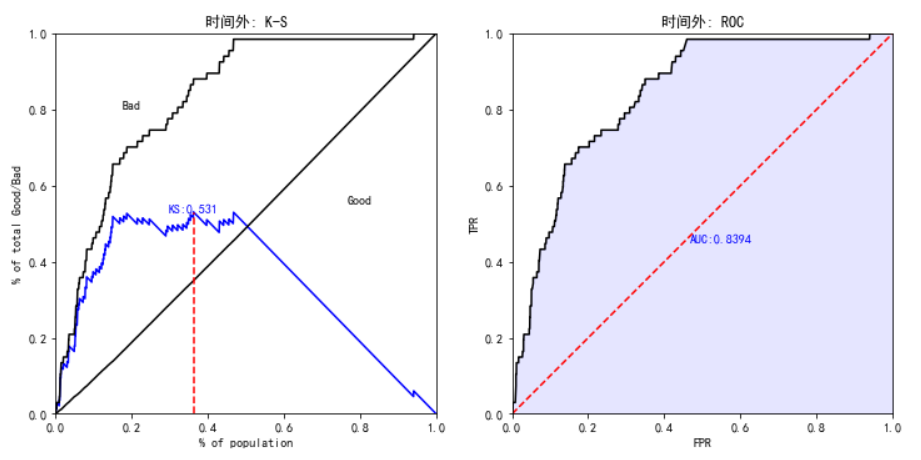 时间外: K-S
1.0
0.8
0.6
0.4
0.2
0.0
% of total Good/Bad
Bad
Good
KS:0.531
0.0 0.2 0.4 0.6 0.8 1.0
% of population
时间外: ROC
1.0
0.8
0.6
0.4
0.2
0.0
TPR
AUC:0.8394
0.0 0.2 0.4 0.6 0.8 1.0
FPR